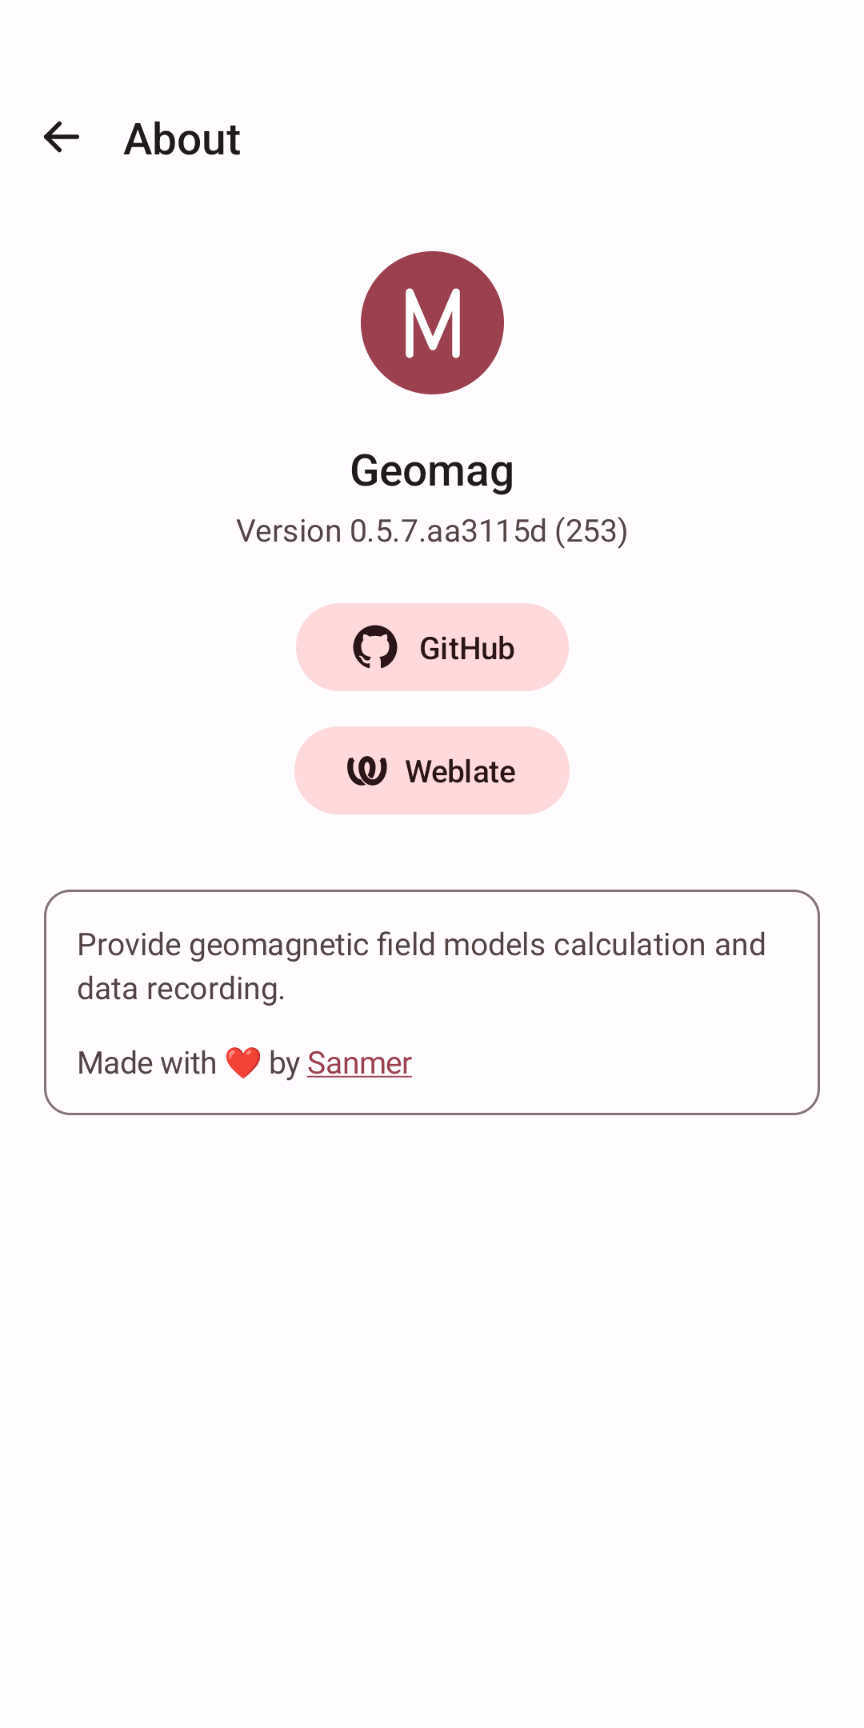 About
M
Geomag
Version 0.5.7.aa3115d (253)
GitHub
Weblate
Provide geomagnetic field models calculation and
data recording.
Made with ❤️ by Sanmer